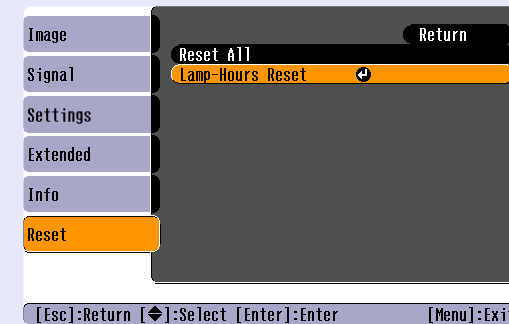 Image
Signal
Settings
Extended
Info
Reset
Return
Reset All
Lamp-Hours Reset
[Esc]:Return [◆]:Select [Enter]:Enter [Menu]:Exi